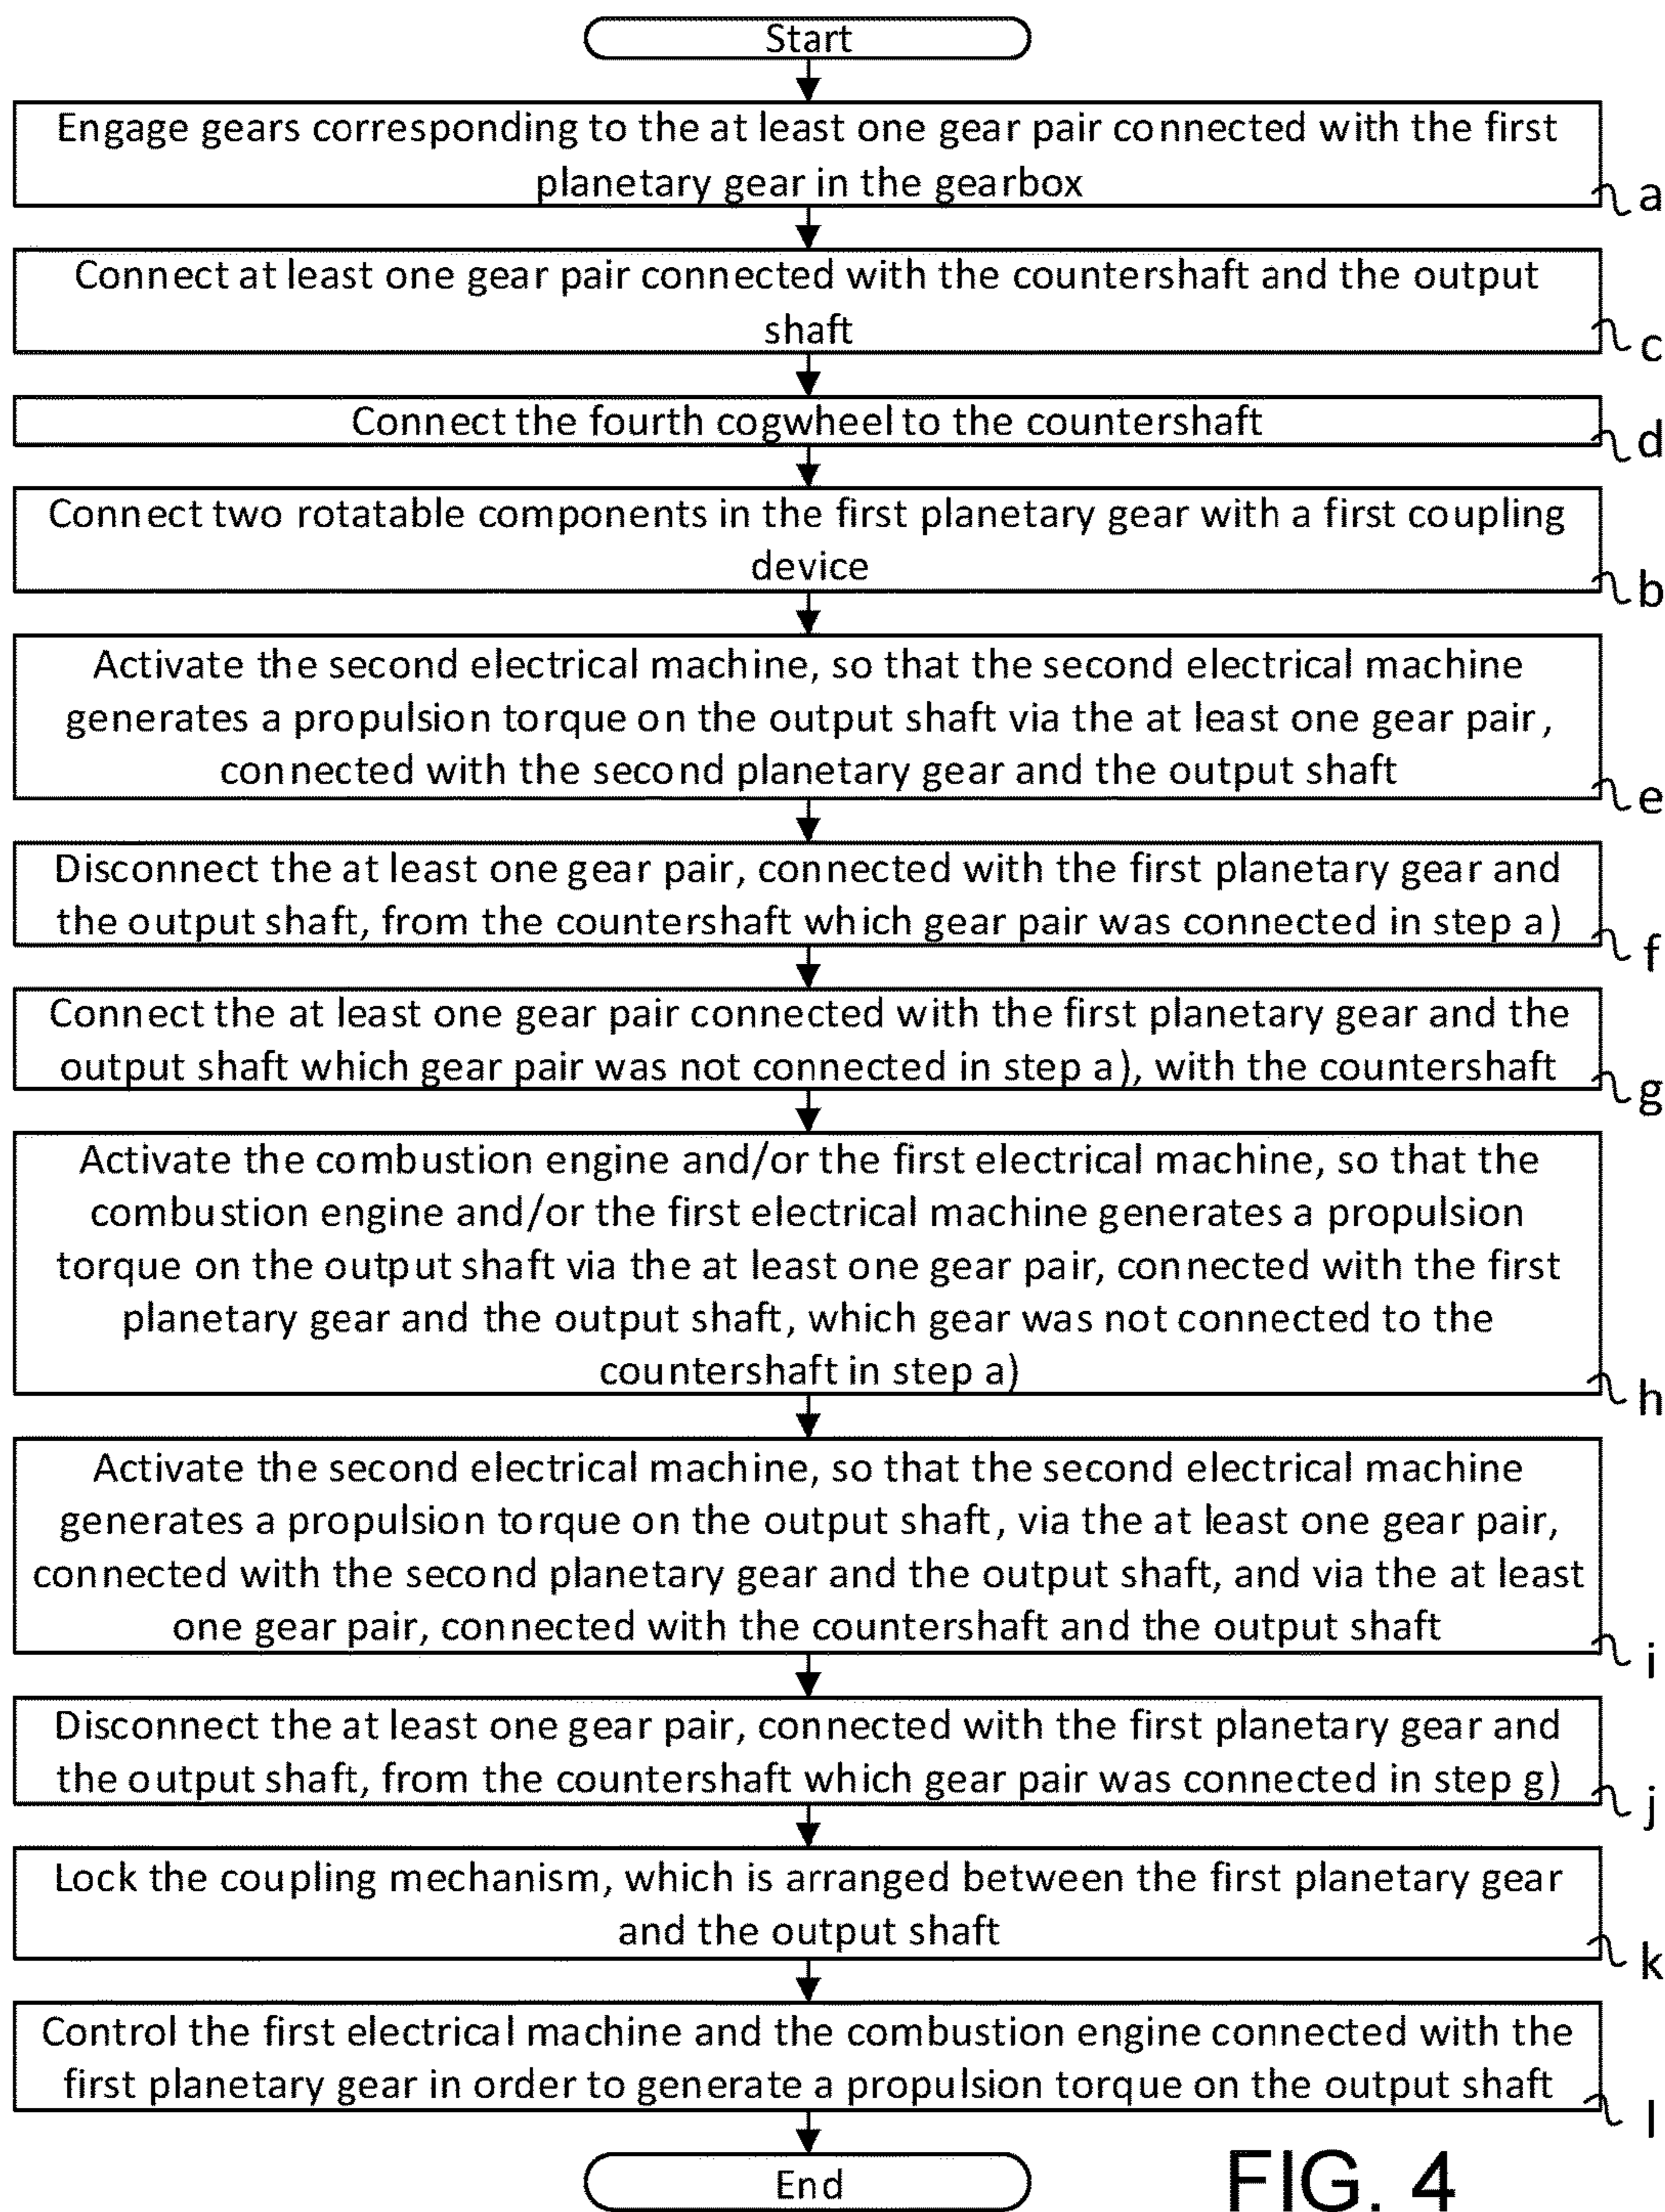 Start
Engage gears corresponding to the at least one gear pair connected with the first
planetary gear in the gearbox
a
Connect at least one gear pair connected with the countershaft and the output
shaft
c
Connect the fourth cogwheel to the countershaft
d
Connect two rotatable components in the first planetary gear with a first coupling
device
b
Activate the second electrical machine, so that the second electrical machine
generates a propulsion torque on the output shaft via the at least one gear pair,
connected with the second planetary gear and the output shaft
e
Disconnect the at least one gear pair, connected with the first planetary gear and
the output shaft, from the countershaft which gear pair was connected in step a)
f
Connect the at least one gear pair connected with the first planetary gear and the
output shaft which gear pair was not connected in step a), with the countershaft
g
Activate the combustion engine and/or the first electrical machine, so that the
combustion engine and/or the first electrical machine generates a propulsion
torque on the output shaft via the at least one gear pair, connected with the first
planetary gear and the output shaft, which gear was not connected to the
countershaft in step a)
h
Activate the second electrical machine, so that the second electrical machine
generates a propulsion torque on the output shaft, via the at least one gear pair,
connected with the second planetary gear and the output shaft, and via the at least
one gear pair, connected with the countershaft and the output shaft
i
Disconnect the at least one gear pair, connected with the first planetary gear and
the output shaft, from the countershaft which gear pair was connected in step g)
j
Lock the coupling mechanism, which is arranged between the first planetary gear
and the output shaft
k
Control the first electrical machine and the combustion engine connected with the
first planetary gear in order to generate a propulsion torque on the output shaft
l
End
FIG. 4